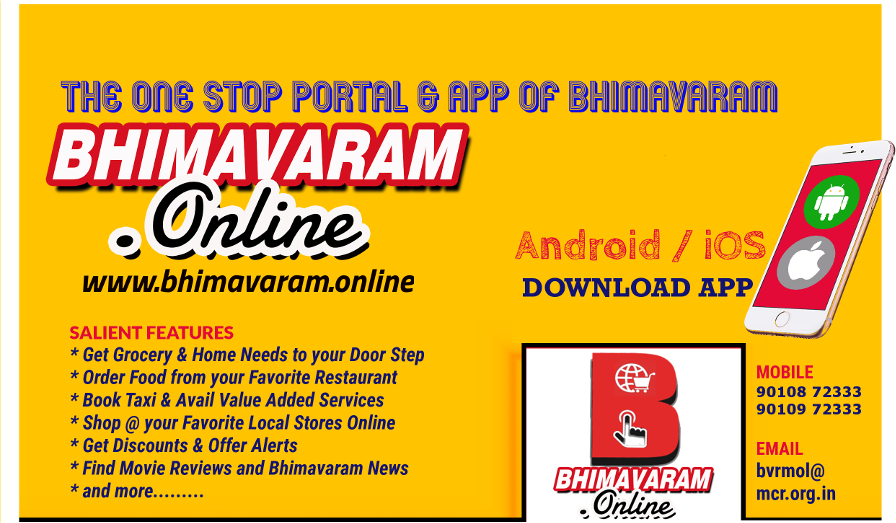 THE ONE STOP PORTAL & APP OF BHIMAVARAM
BHIMAVARAM
.Online
www.bhimavaram.online
Android / iOS
DOWNLOAD APP
SALIENT FEATURES
* Get Grocery & Home Needs to your Door Step
* Order Food from your Favorite Restaurant
* Book Taxi & Avail Value Added Services
* Shop @ your Favorite Local Stores Online
* Get Discounts & Offer Alerts
* Find Movie Reviews and Bhimavaram News
* and more.........
B
BHIMAVARAM
.Online
MOBILE
90108 72333
90109 72333
EMAIL
bvrmol@
mcr.org.in